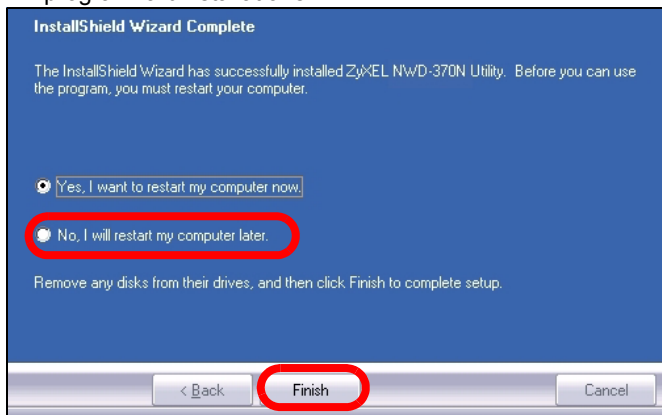 InstallShield Wizard Complete
The InstallShield Wizard has successfully installed ZyXEL NWD-370N Utility. Before you can use
the program, you must restart your computer.
Yes, I want to restart my computer now.
No, I will restart my computer later.
Remove any disks from their drives, and then click Finish to complete setup.
< Back
Finish
Cancel